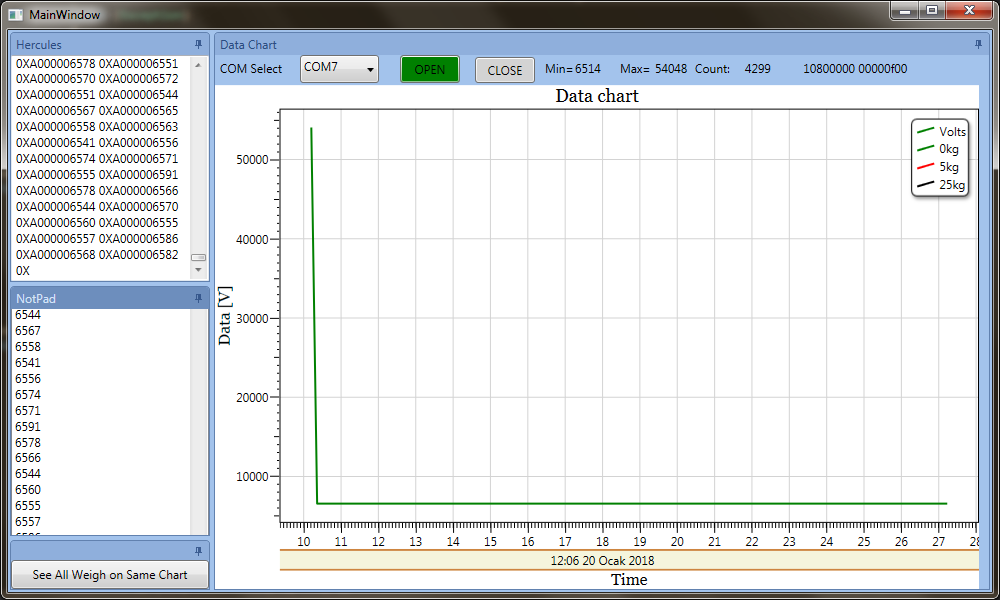 MainWindow
Hercules
0XA000006578 0XA000006551
0XA000006570 0XA000006572
0XA000006551 0XA000006544
0XA000006567 0XA000006565
0XA000006558 0XA000006563
0XA000006541 0XA000006556
0XA000006574 0XA000006571
0XA000006555 0XA000006591
0XA000006578 0XA000006566
0XA000006544 0XA000006570
0XA000006560 0XA000006555
0XA000006557 0XA000006586
0XA000006568 0XA000006582
0X
NotPad
6544
6567
6558
6541
6556
6574
6571
6591
6578
6566
6544
6560
6555
6557
See All Weigh on Same Chart
Data Chart
COM Select COM7 OPEN CLOSE Min= 6514 Max= 54048 Count: 4299 10800000 00000f00
Data chart
Volts
0kg
5kg
25kg
Data [V]
50000
40000
30000
20000
10000
10 11 12 13 14 15 16 17 18 19 20 21 22 23 24 25 26 27 28
12:06 20 Ocak 2018
Time